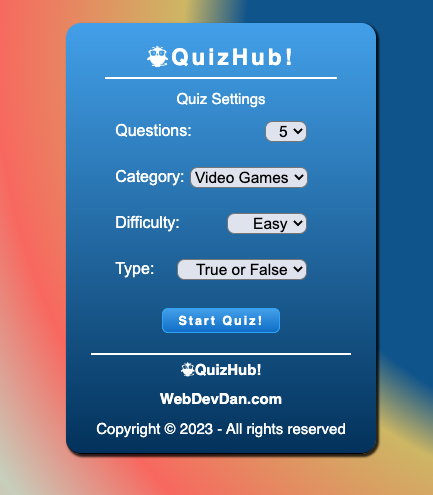 QuizHub!
Quiz Settings
Questions: 5
Category: Video Games
Difficulty: Easy
Type: True or False
Start Quiz!
QuizHub!
WebDevDan.com
Copyright © 2023 - All rights reserved